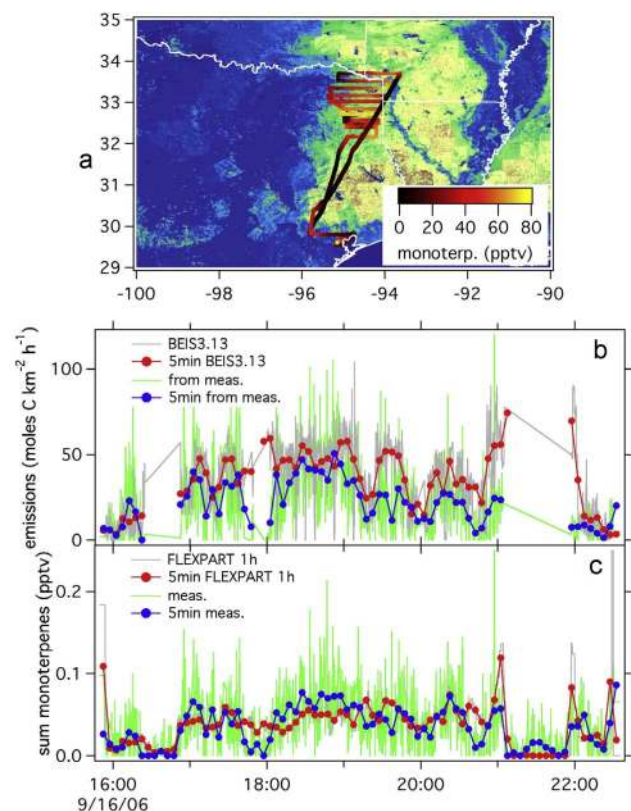 35
34
33
32
31
30
29
a
0 20 40 60 80
monoterp. (pptv)
-100 -98 -96 -94 -92 -90
b
BEIS3.13
5min BEIS3.13
from meas.
5min from meas.
emissions (moles C km⁻² h⁻¹)
100
50
0
c
FLEXPART 1h
5min FLEXPART 1h
meas.
5min meas.
sum monoterpenes (pptv)
0.2
0.1
0.0
16:00 18:00 20:00 22:00
9/16/06